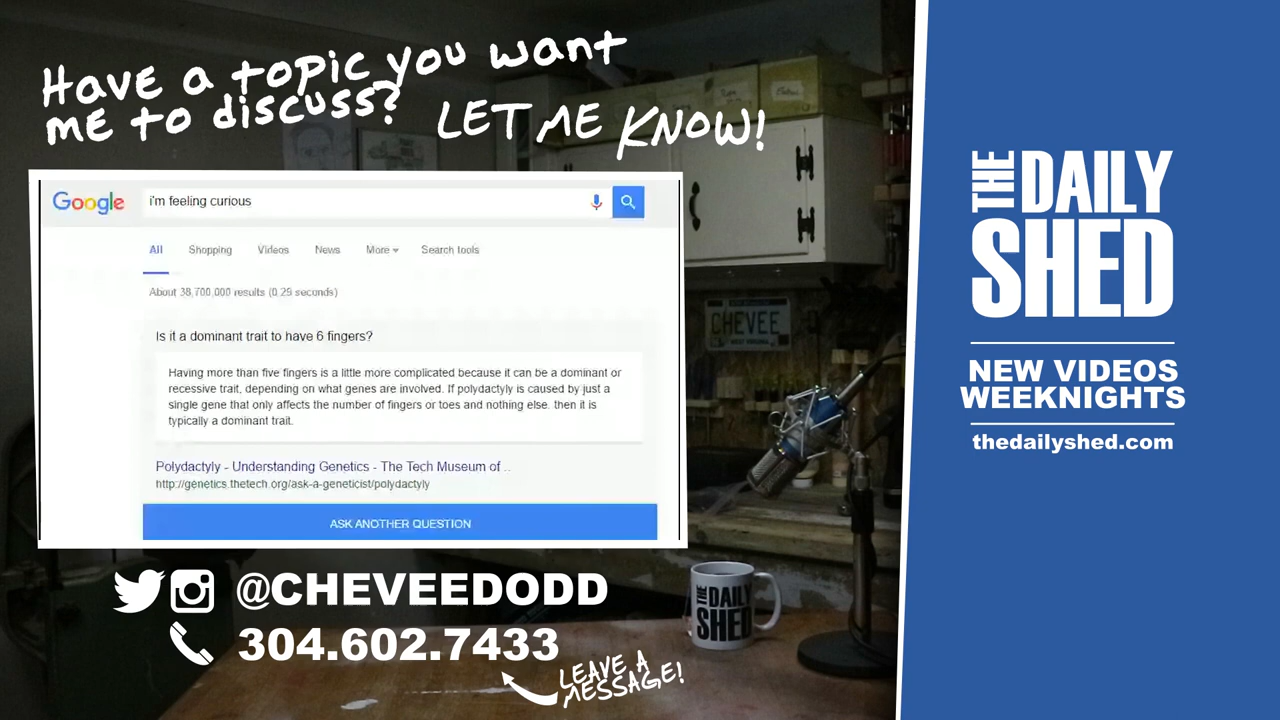 Have a topic you want
me to discuss? LET ME KNOW!
Google
i'm feeling curious
All Shopping Videos News More Search tools
About 38,700,000 results (0.25 seconds)
Is it a dominant trait to have 6 fingers?
Having more than five fingers is a little more complicated because it can be a dominant or
recessive trait, depending on what genes are involved. If polydactyly is caused by just a
single gene that only affects the number of fingers or toes and nothing else, then it is
typically a dominant trait.
Polydactyly - Understanding Genetics - The Tech Museum of ...
http://genetics.thetech.org/ask-a-geneticist/polydactyly
ASK ANOTHER QUESTION
@CHEVEEDODD
304.602.7433
LEAVE A
MESSAGE!
CHEVEE
THE
DAILY
SHED
THE
DAILY
SHED
NEW VIDEOS
WEEKNIGHTS
thedailyshed.com